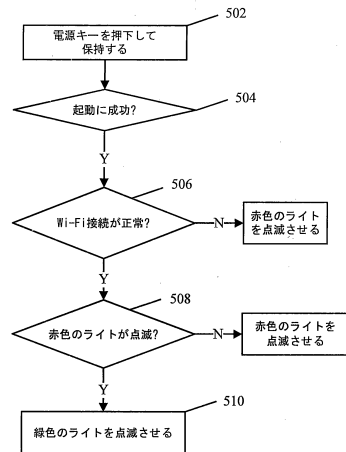 502
電源キーを押下して
保持する
504
起動に成功?
Y
506
Wi-Fi接続が正常?
N
赤色のライト
を点滅させる
Y
508
赤色のライトが点滅?
N
赤色のライトを
点滅させる
Y
510
緑色のライトを点滅させる